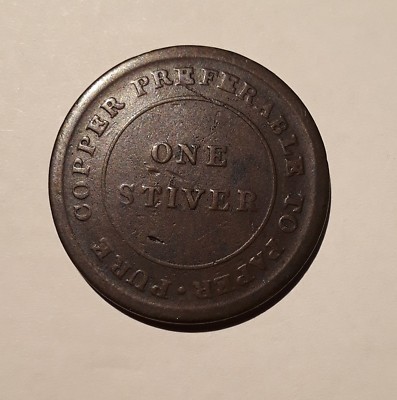 PURE COPPER PREFERABLE TO PAPER ·
ONE
STIVER